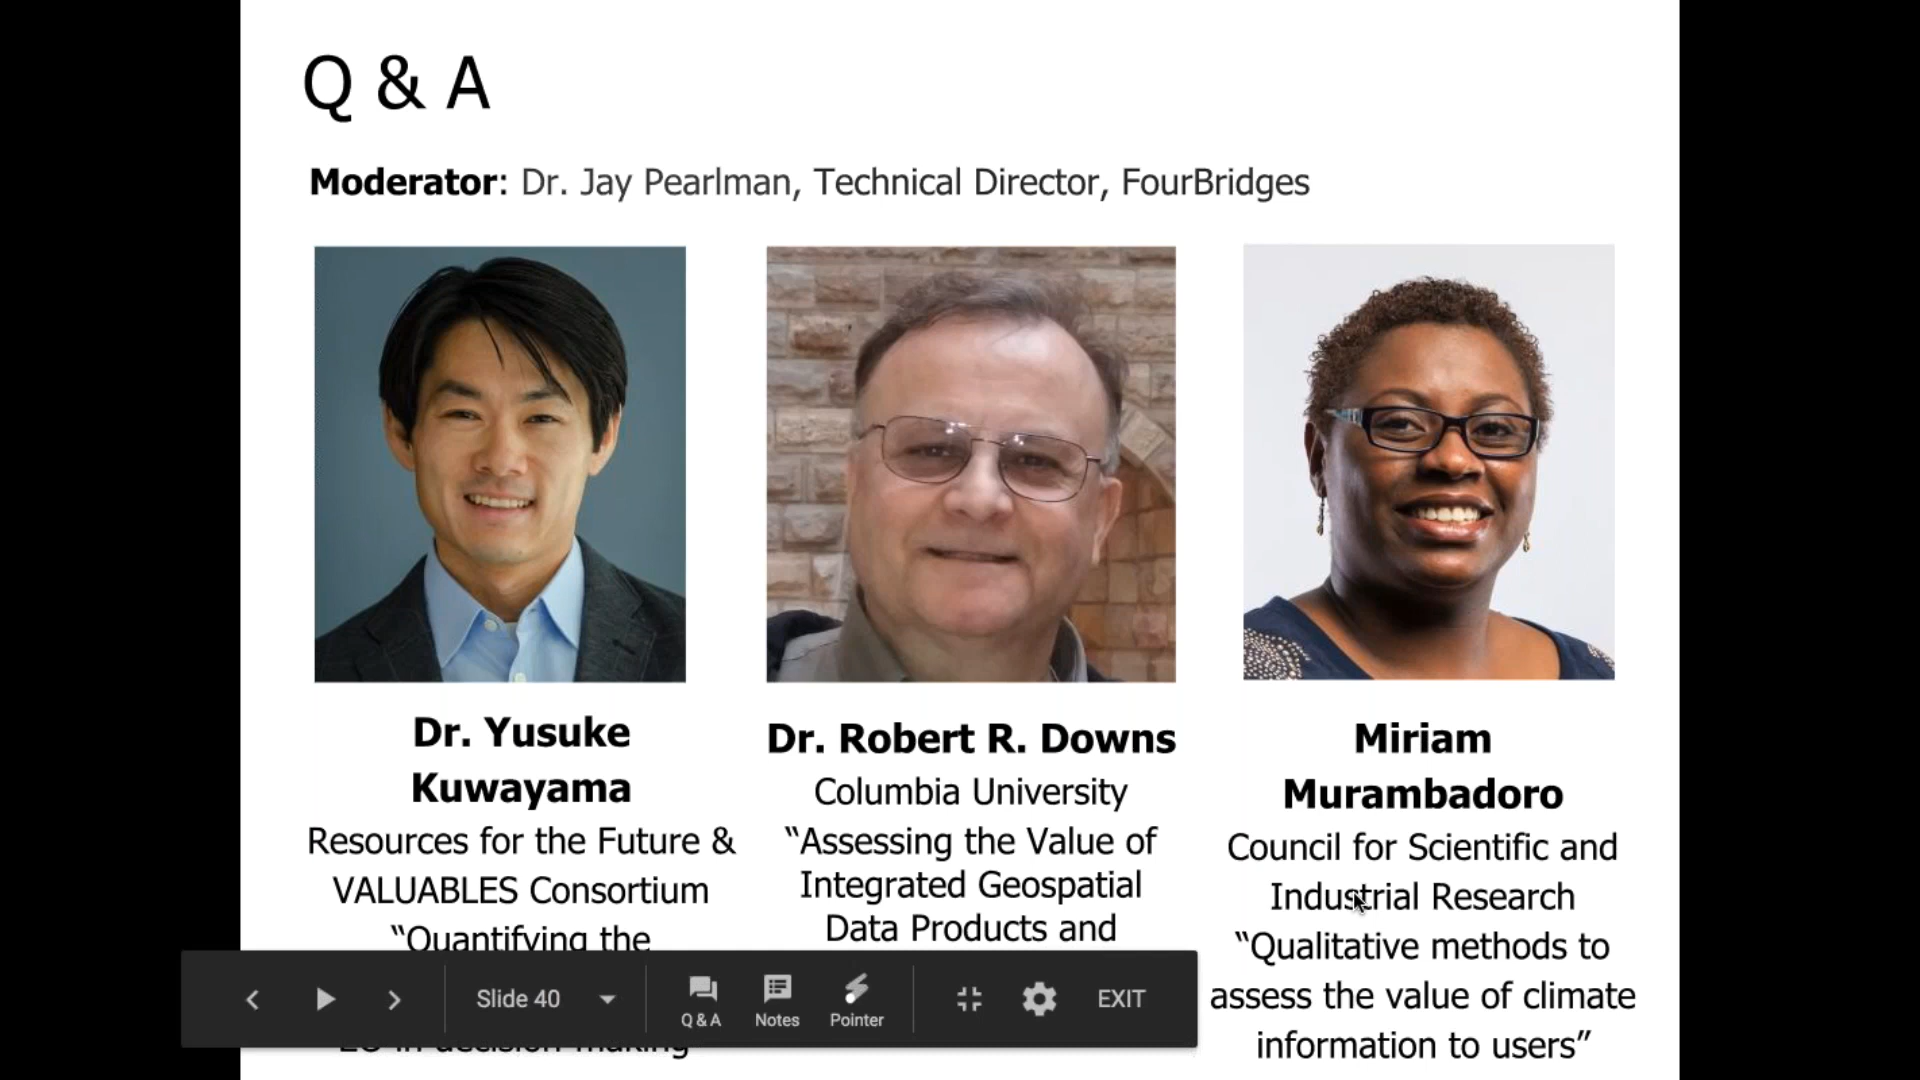 Q & A
Moderator: Dr. Jay Pearlman, Technical Director, FourBridges
Dr. Yusuke
Kuwayama
Resources for the Future &
VALUABLES Consortium
“Quantifying the
Dr. Robert R. Downs
Columbia University
“Assessing the Value of
Integrated Geospatial
Data Products and
Miriam
Murambadoro
Council for Scientific and
Industrial Research
“Qualitative methods to
assess the value of climate
information to users”
Slide 40
Q & A
Notes
Pointer
EXIT